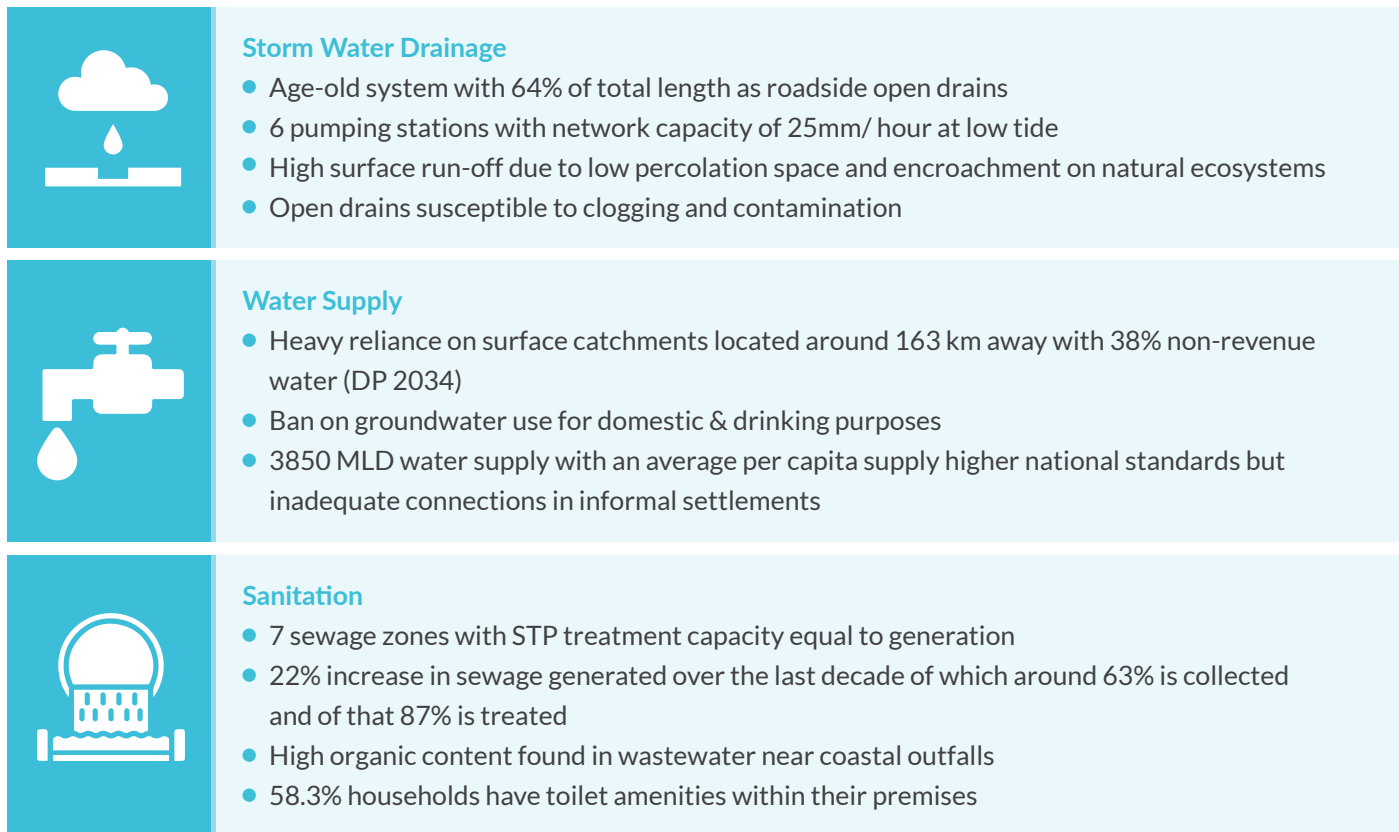 Storm Water Drainage
Age-old system with 64% of total length as roadside open drains
6 pumping stations with network capacity of 25mm/ hour at low tide
High surface run-off due to low percolation space and encroachment on natural ecosystems
Open drains susceptible to clogging and contamination
Water Supply
Heavy reliance on surface catchments located around 163 km away with 38% non-revenue
water (DP 2034)
Ban on groundwater use for domestic & drinking purposes
3850 MLD water supply with an average per capita supply higher national standards but
inadequate connections in informal settlements
Sanitation
7 sewage zones with STP treatment capacity equal to generation
22% increase in sewage generated over the last decade of which around 63% is collected
and of that 87% is treated
High organic content found in wastewater near coastal outfalls
58.3% households have toilet amenities within their premises